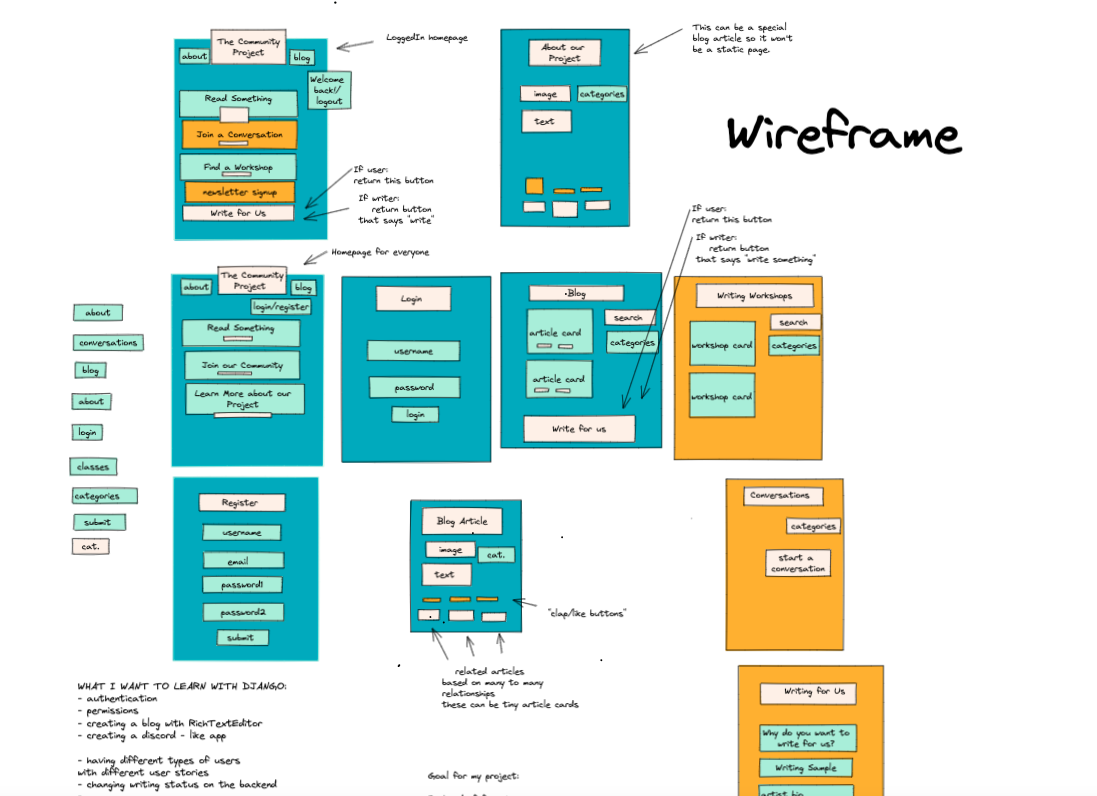 The Community
Project
about
blog
Welcome
back!/
logout
Read Something
Join a Conversation
Find a Workshop
newsletter signup
Write for Us
LoggedIn homepage
If user:
return this button
If writer:
return button
that says "write"
About our
Project
image
categories
text
This can be a special
blog article so it won't
be a static page.
Wireframe
Homepage for everyone
The Community
Project
about
blog
login/register
Read Something
Join our Community
Learn More about our
Project
Login
username
password
login
Blog
article card
search
categories
article card
Write for us
If user:
return this button
If writer:
return button
that says "write something"
Writing Workshops
search
workshop card
categories
workshop card
about
conversations
blog
about
login
classes
categories
submit
cat.
Register
username
email
password1
password2
submit
Blog Article
image
cat.
text
"clap/like buttons"
related articles
based on many to many
relationships
these can be tiny article cards
Conversations
categories
start a
conversation
Writing for Us
Why do you want to
write for us?
Writing Sample
artist bio
WHAT I WANT TO LEARN WITH DJANGO:
- authentication
- permissions
- creating a blog with RichTextEditor
- creating a discord - like app
- having different types of users
with different user stories
- changing writing status on the backend
Goal for my project: